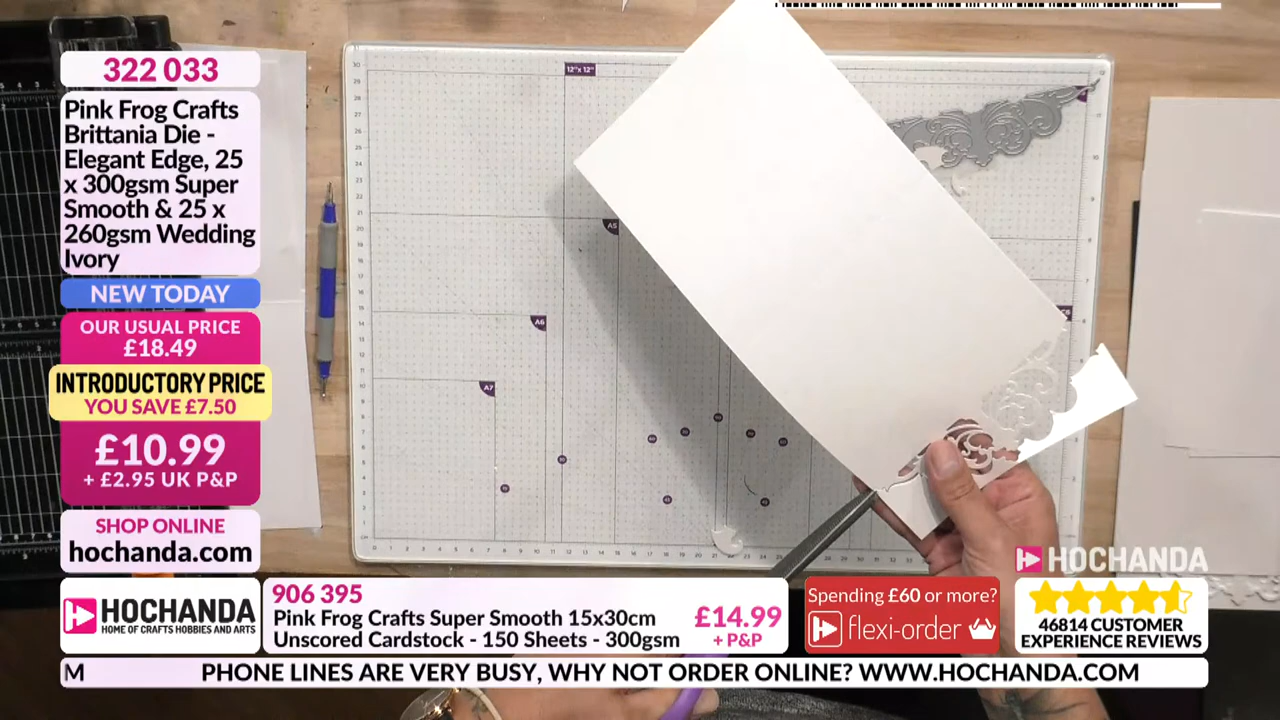 322 033
Pink Frog Crafts
Brittania Die -
Elegant Edge, 25
x 300gsm Super
Smooth & 25 x
260gsm Wedding
Ivory
NEW TODAY
OUR USUAL PRICE
£18.49
INTRODUCTORY PRICE
YOU SAVE £7.50
£10.99
+ £2.95 UK P&P
SHOP ONLINE
hochanda.com
12"x 12"
A5
A6
A7
HOCHANDA
HOCHANDA
HOME OF CRAFTS HOBBIES AND ARTS
906 395
Pink Frog Crafts Super Smooth 15x30cm
Unscored Cardstock - 150 Sheets - 300gsm
£14.99
+ P&P
Spending £60 or more?
flexi-order
46814 CUSTOMER
EXPERIENCE REVIEWS
M PHONE LINES ARE VERY BUSY, WHY NOT ORDER ONLINE? WWW.HOCHANDA.COM